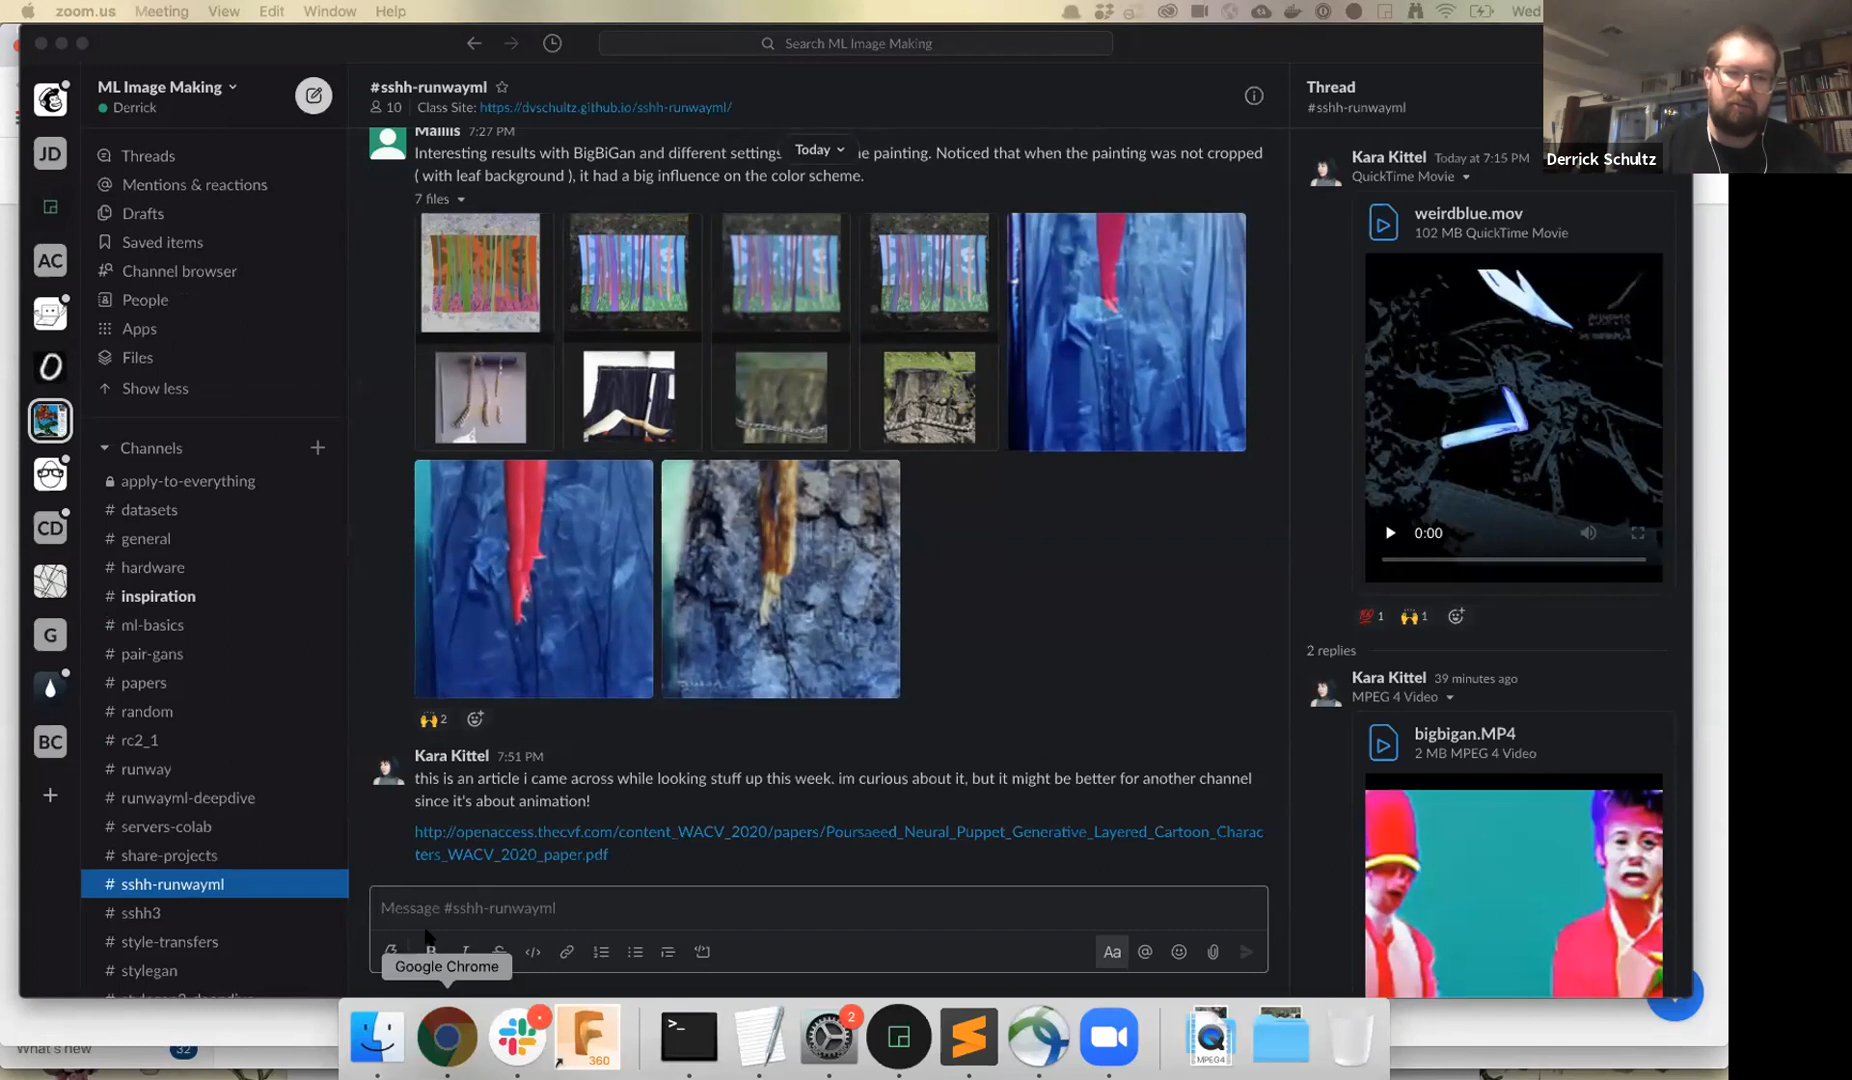 zoom.us Meeting View Edit Window Help
Wed
Search ML Image Making
Derrick Schultz
ML Image Making
Derrick
Threads
Mentions & reactions
Drafts
Saved items
Channel browser
People
Apps
Files
Show less
Channels
apply-to-everything
# datasets
# general
# hardware
# inspiration
# ml-basics
# pair-gans
# papers
# random
# rc2_1
# runway
# runwayml-deepdive
# servers-colab
# share-projects
# sshh-runwayml
# sshh3
# style-transfers
# stylegan
JD
AC
CD
G
BC
#sshh-runwayml
10 Class Site: https://dvschultz.github.io/sshh-runwayml/
Mallis 7:27 PM
Today
Interesting results with BigBiGan and different settings e painting. Noticed that when the painting was not cropped
( with leaf background ), it had a big influence on the color scheme.
7 files
2
Kara Kittel 7:51 PM
this is an article i came across while looking stuff up this week. im curious about it, but it might be better for another channel
since it's about animation!
http://openaccess.thecvf.com/content_WACV_2020/papers/Poursaeed_Neural_Puppet_Generative_Layered_Cartoon_Charac
ters_WACV_2020_paper.pdf
Message #sshh-runwayml
B I S
Aa @
Google Chrome
Thread
#sshh-runwayml
Kara Kittel Today at 7:15 PM
QuickTime Movie
weirdblue.mov
102 MB QuickTime Movie
0:00
1 1
2 replies
Kara Kittel 39 minutes ago
MPEG 4 Video
bigbigan.MP4
2 MB MPEG 4 Video
What's new 32
360
2
MPEG4